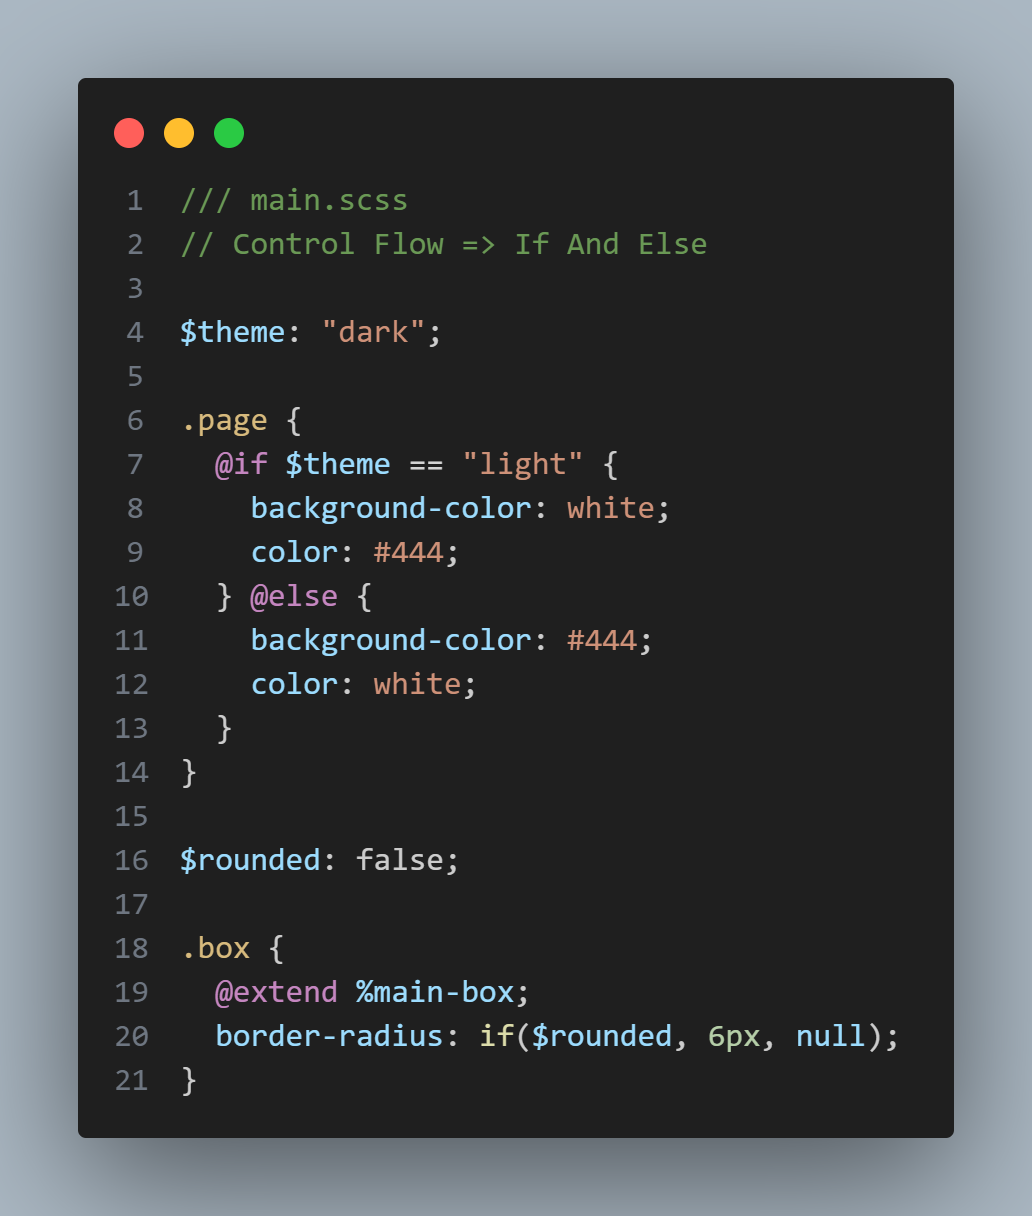 1 /// main.scss
2 // Control Flow => If And Else
3
4 $theme: "dark";
5
6 .page {
7   @if $theme == "light" {
8     background-color: white;
9     color: #444;
10   } @else {
11     background-color: #444;
12     color: white;
13   }
14 }
15
16 $rounded: false;
17
18 .box {
19   @extend %main-box;
20   border-radius: if($rounded, 6px, null);
21 }